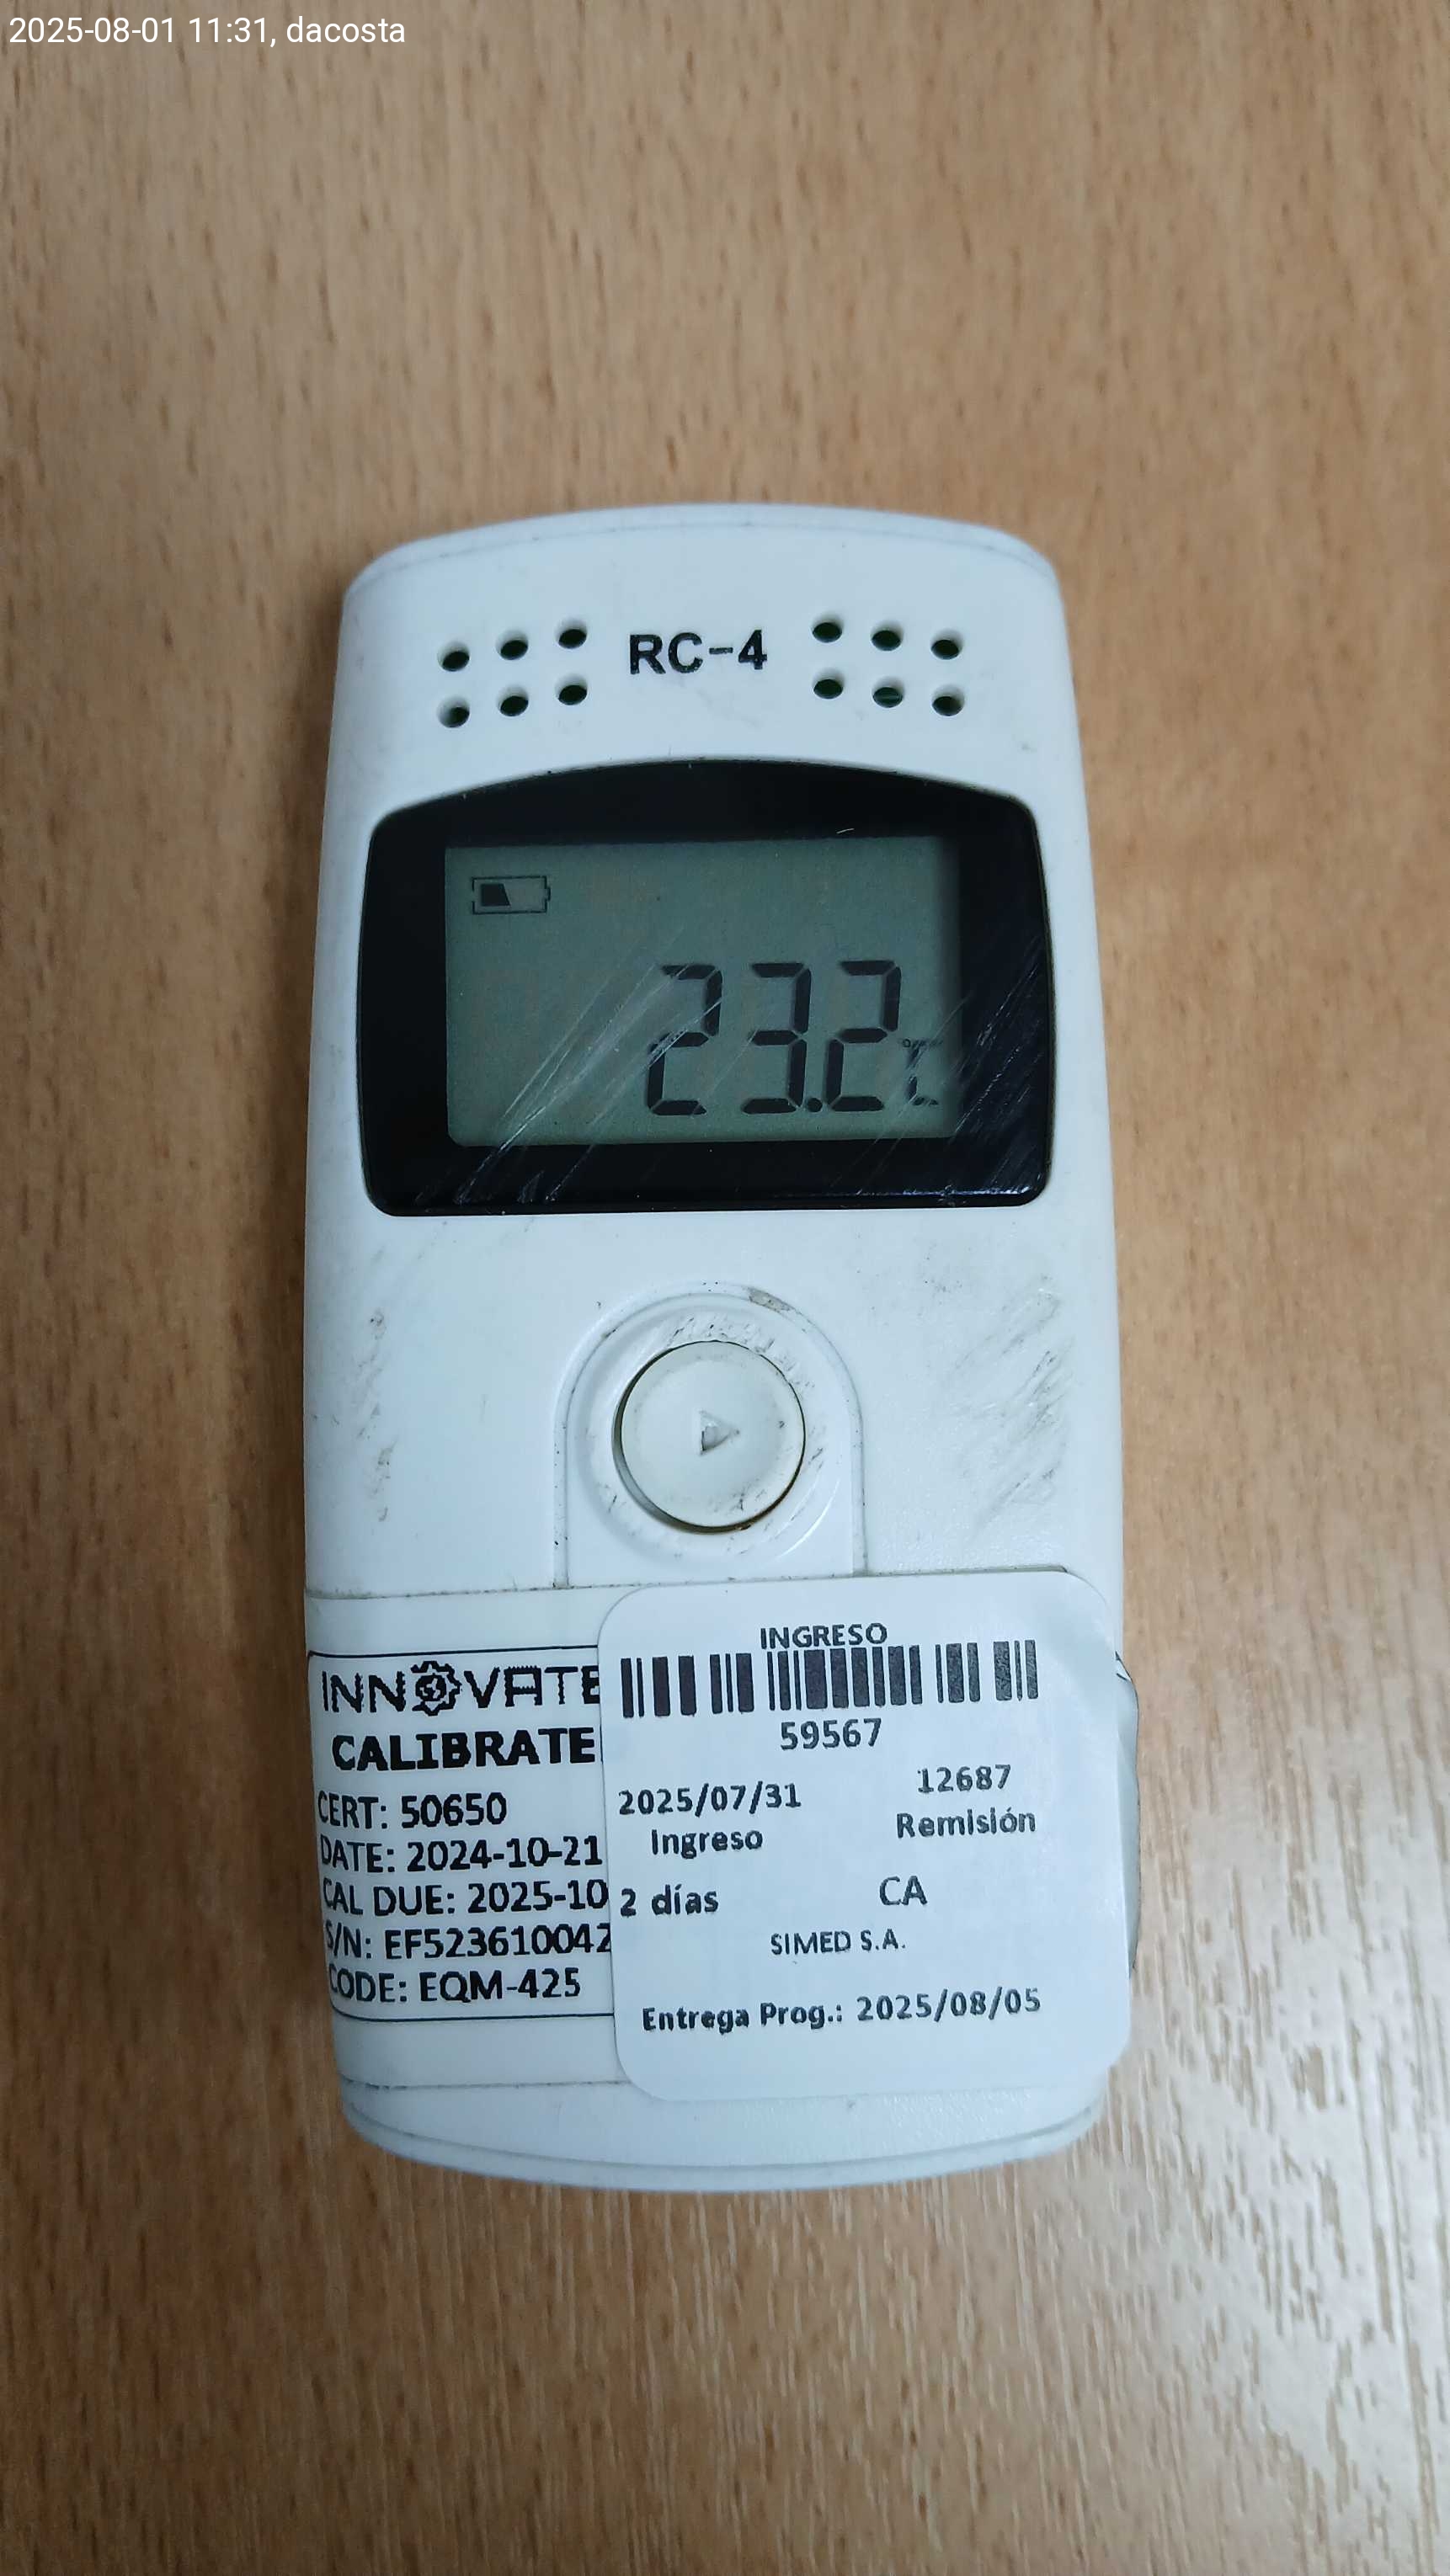 2025-08-01 11:31, dacosta
RC-4
23.2°C
INNOVATE
CALIBRATE
CERT: 50650
DATE: 2024-10-21
CAL DUE: 2025-10
S/N: EF52361004
CODE: EQM-425
INGRESO
59567
2025/07/31 12687
Ingreso Remisión
2 días CA
SIMED S.A.
Entrega Prog.: 2025/08/05